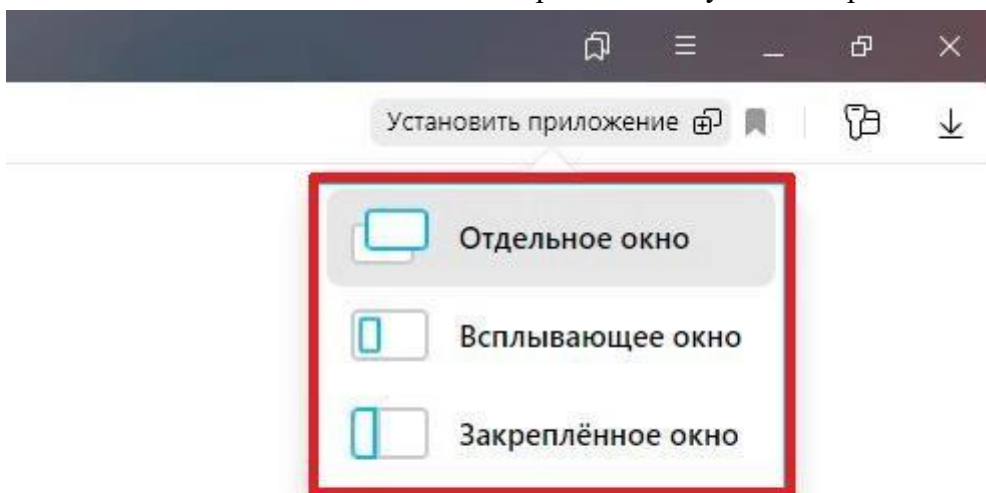 Установить приложение
Отдельное окно
Всплывающее окно
Закреплённое окно